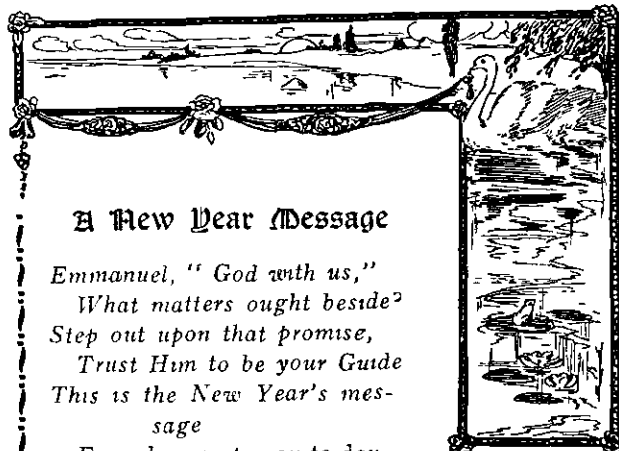 A New Year Message
Emmanuel, " God with us,"
What matters ought beside?
Step out upon that promise,
Trust Him to be your Guide
This is the New Year's mes-
sage